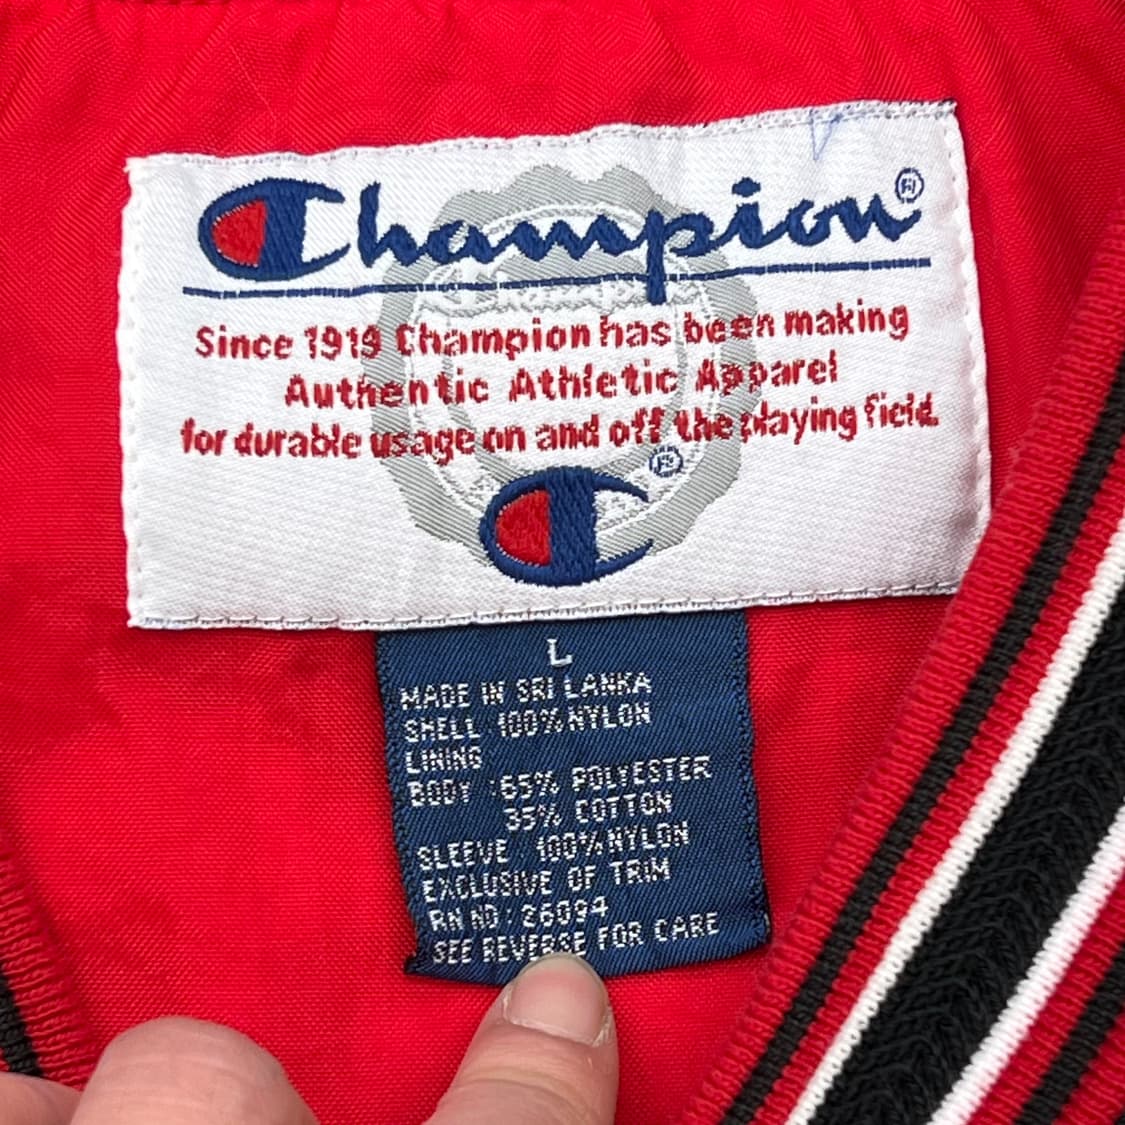 Champion®
Champion
Since 1919 Champion has been making
Authentic Athletic Apparel
for durable usage on and off the playing field.
®
L
MADE IN SRI LANKA
SHELL 100% NYLON
LINING
BODY : 65% POLYESTER
35% COTTON
SLEEVE : 100% NYLON
EXCLUSIVE OF TRIM
RN NO : 26094
SEE REVERSE FOR CARE